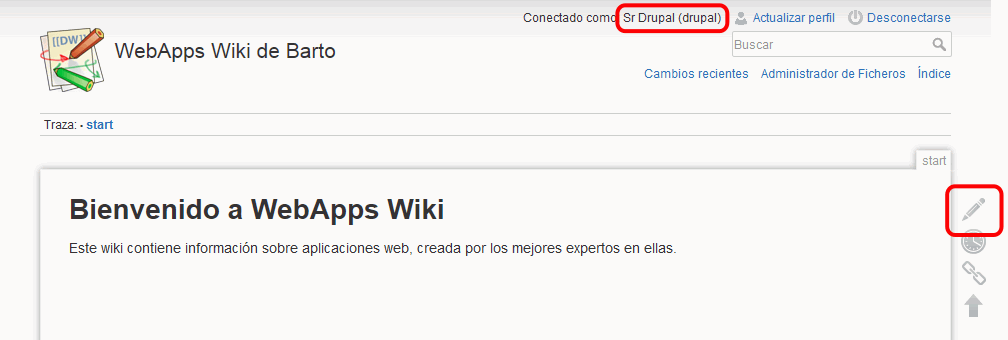 Conectado como Sr Drupal (drupal) Actualizar perfil Desconectarse
[[DW]]
WebApps Wiki de Barto
Buscar
Cambios recientes Administrador de Ficheros Índice
Traza: • start
start
Bienvenido a WebApps Wiki
Este wiki contiene información sobre aplicaciones web, creada por los mejores expertos en ellas.